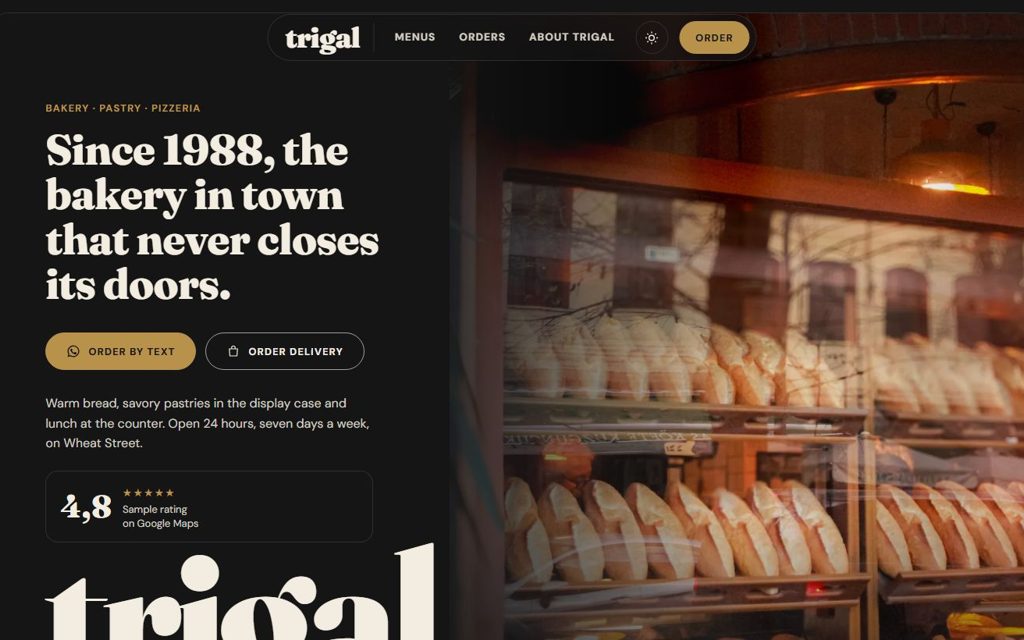 trigal
MENUS
ORDERS
ABOUT TRIGAL
ORDER
BAKERY · PASTRY · PIZZERIA
Since 1988, the
bakery in town
that never closes
its doors.
ORDER BY TEXT
ORDER DELIVERY
Warm bread, savory pastries in the display case and
lunch at the counter. Open 24 hours, seven days a week,
on Wheat Street.
4,8
★★★★★
Sample rating
on Google Maps
trigal